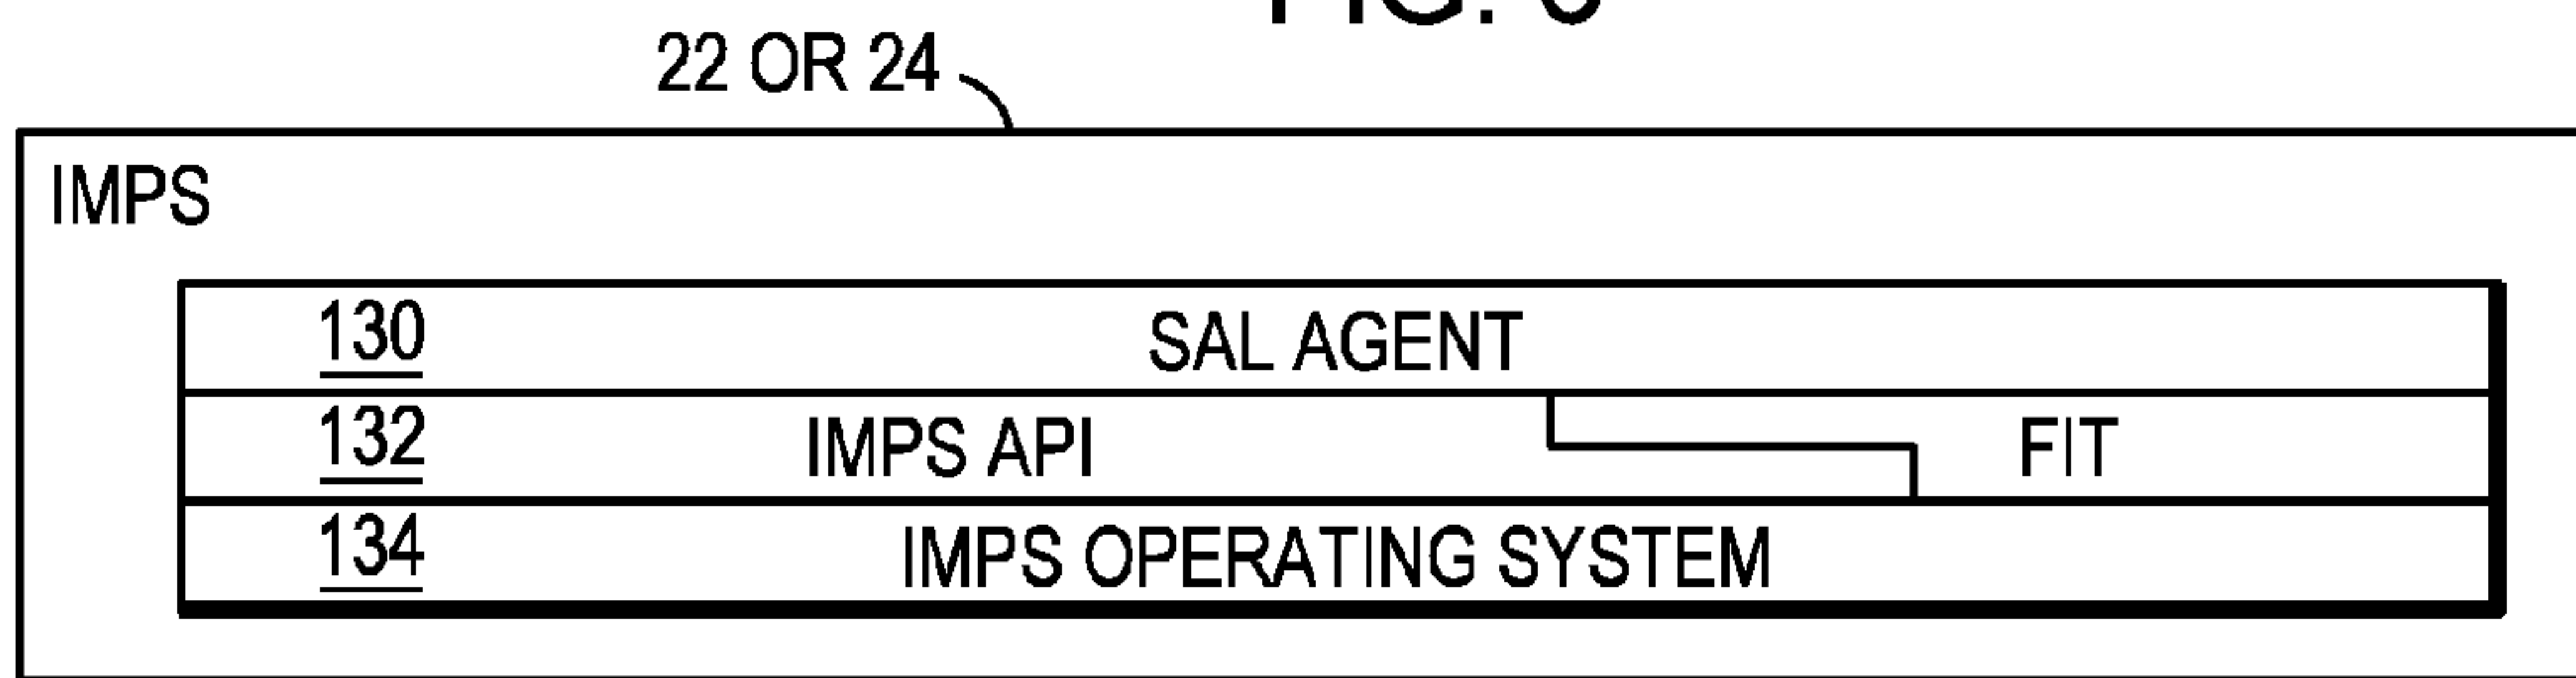 22 OR 24
IMPS
130 SAL AGENT
132 IMPS API FIT
134 IMPS OPERATING SYSTEM